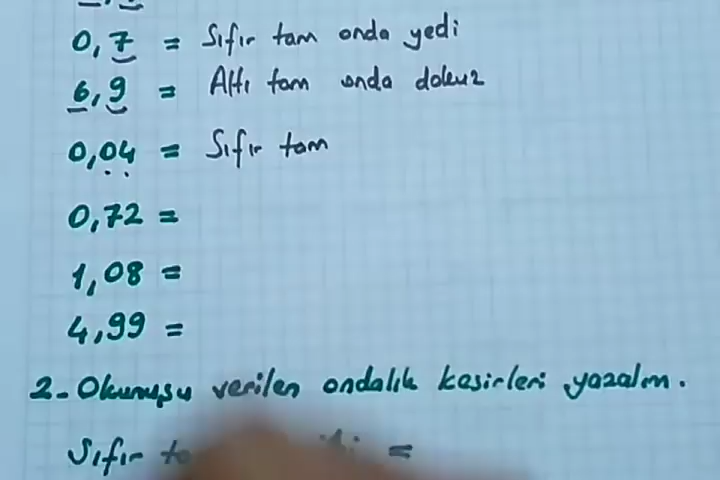 0,7 = Sıfır tam onda yedi
6,9 = Altı tam onda dokuz
0,04 = Sıfır tam
0,72 =
1,08 =
4,99 =
2- Okunuşu verilen ondalık kesirleri yazalım.
Sıfır =